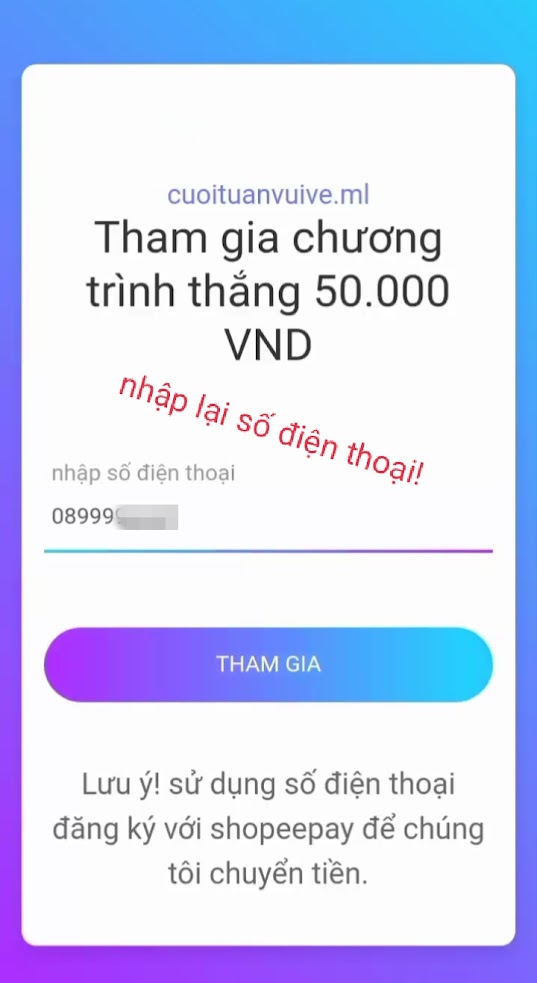 cuoituanvuive.ml
Tham gia chương
trình thắng 50.000
VND
nhập lại số điện thoại!
nhập số điện thoại
08999
THAM GIA
Lưu ý! sử dụng số điện thoại
đăng ký với shopeepay để chúng
tôi chuyển tiền.